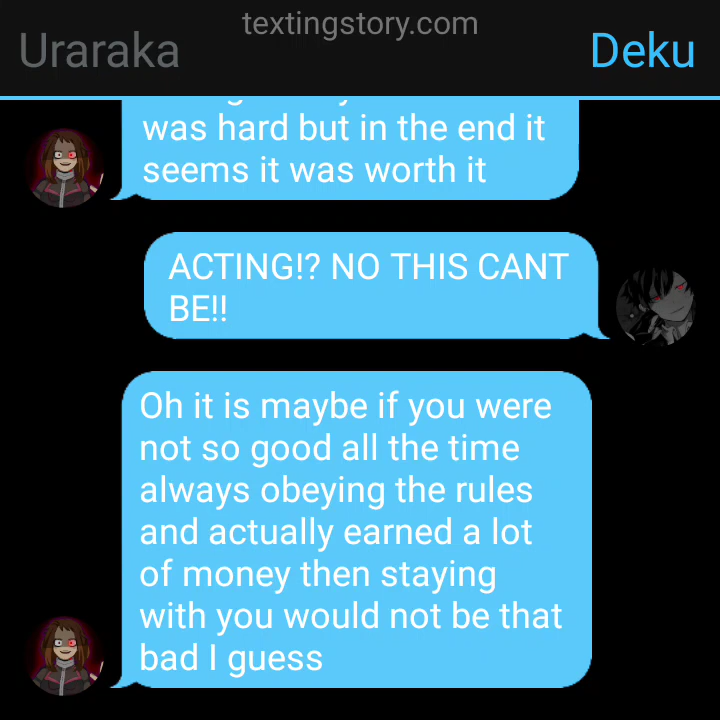 textingstory.com
Uraraka
Deku
was hard but in the end it
seems it was worth it
ACTING!? NO THIS CANT
BE!!
Oh it is maybe if you were
not so good all the time
always obeying the rules
and actually earned a lot
of money then staying
with you would not be that
bad I guess